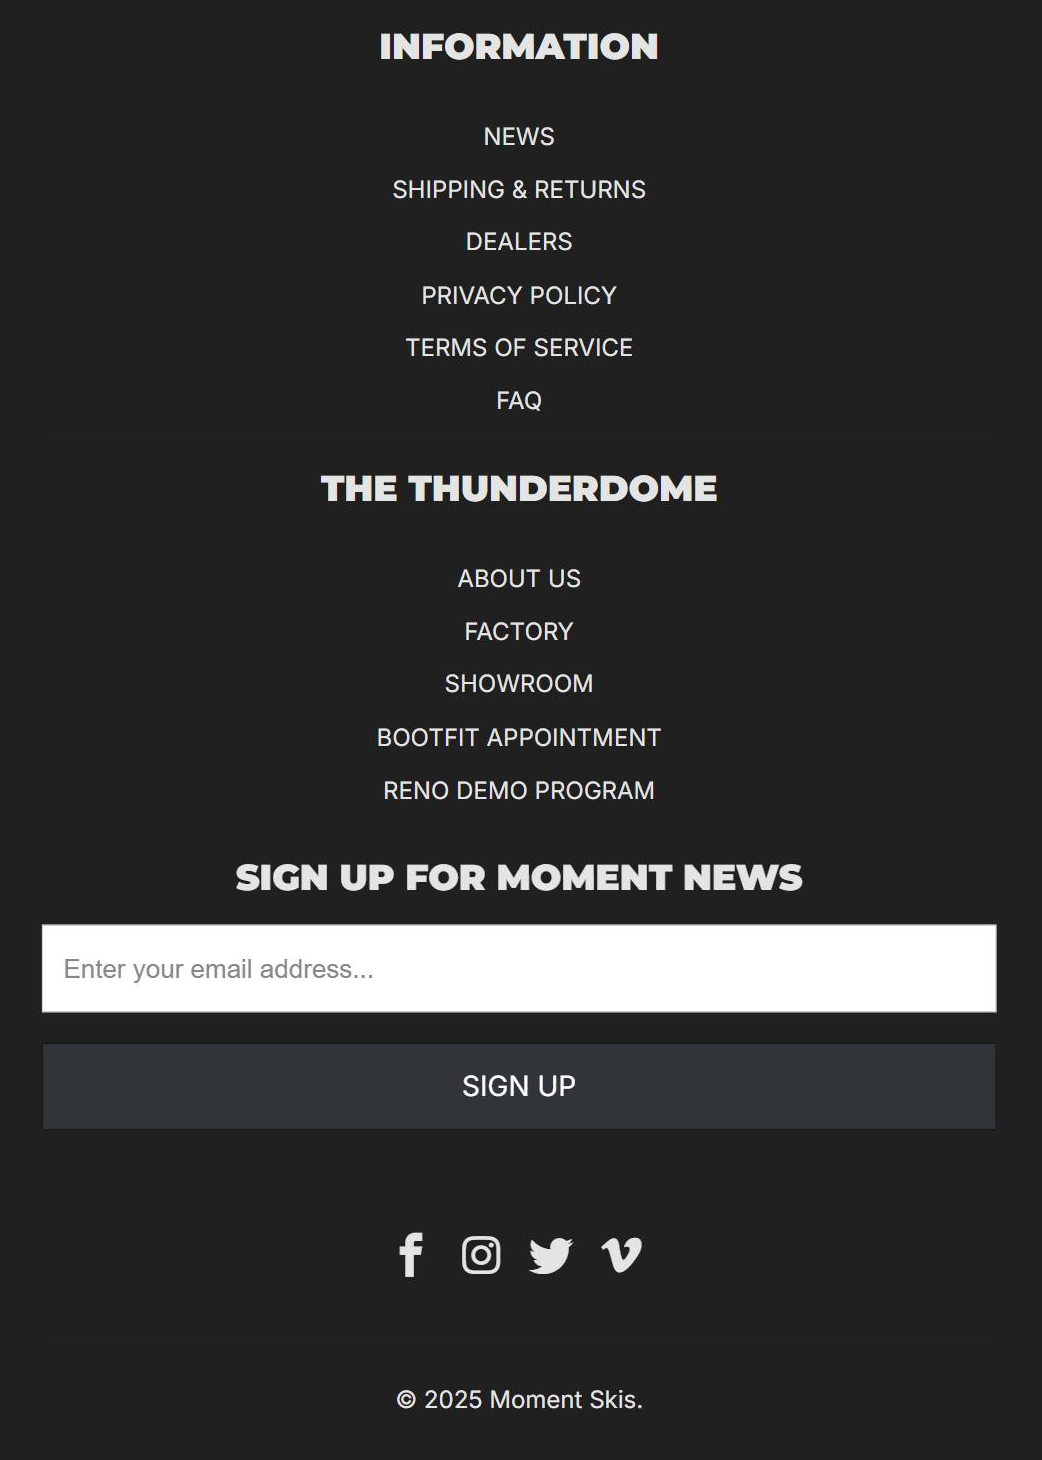 INFORMATION
NEWS
SHIPPING & RETURNS
DEALERS
PRIVACY POLICY
TERMS OF SERVICE
FAQ
THE THUNDERDOME
ABOUT US
FACTORY
SHOWROOM
BOOTFIT APPOINTMENT
RENO DEMO PROGRAM
SIGN UP FOR MOMENT NEWS
Enter your email address...
SIGN UP
© 2025 Moment Skis.